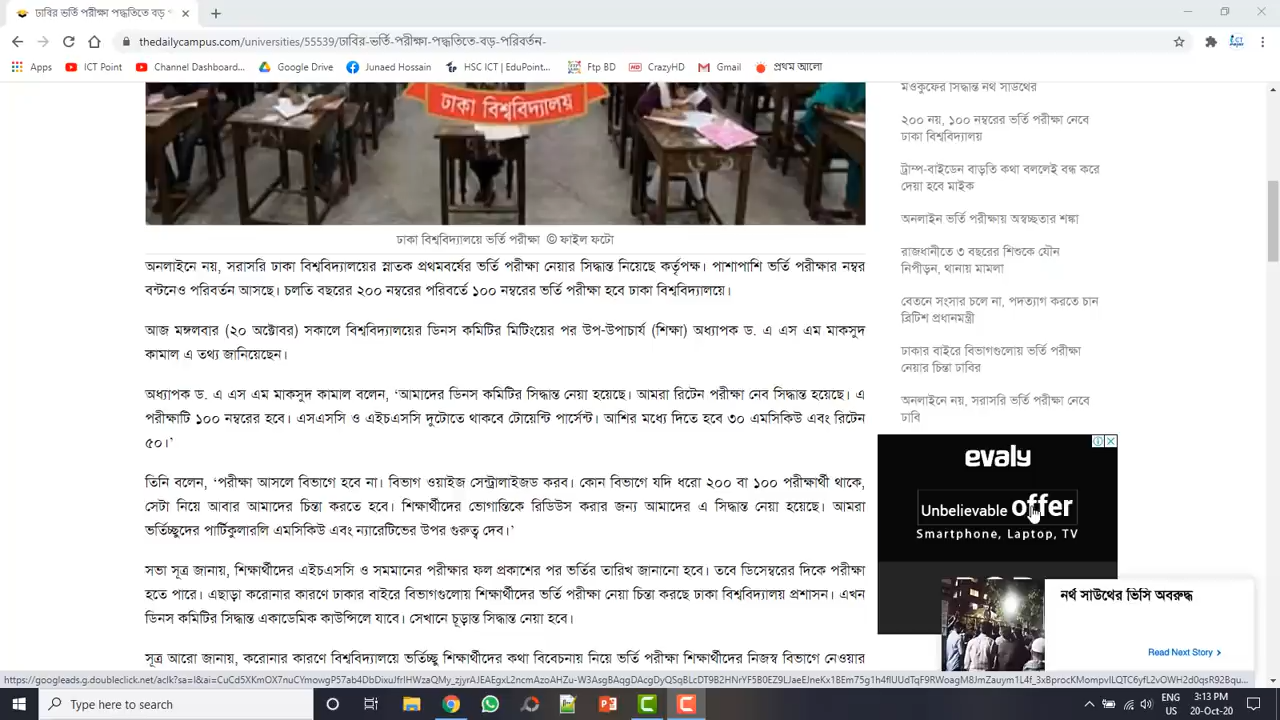 ঢাবির ভর্তি পরীক্ষা পদ্ধতিতে বড়
thedailycampus.com/universities/55539/ঢাবির-ভর্তি-পরীক্ষা-পদ্ধতিতে-বড়-পরিবর্তন-
Apps ICT Point Channel Dashboard... Google Drive Junaed Hossain HSC ICT | EduPoint... Ftp BD CrazyHD Gmail প্রথম আলো
ঢাকা বিশ্ববিদ্যালয়
ঢাকা বিশ্ববিদ্যালয়ে ভর্তি পরীক্ষা © ফাইল ফটো
অনলাইনে নয়, সরাসরি ঢাকা বিশ্ববিদ্যালয়ের স্নাতক প্রথমবর্ষের ভর্তি পরীক্ষা নেয়ার সিদ্ধান্ত নিয়েছে কর্তৃপক্ষ। পাশাপাশি ভর্তি পরীক্ষার নম্বর
বন্টনেও পরিবর্তন আসছে। চলতি বছরের ২০০ নম্বরের পরিবর্তে ১০০ নম্বরের ভর্তি পরীক্ষা হবে ঢাকা বিশ্ববিদ্যালয়ে।
আজ মঙ্গলবার (২০ অক্টোবর) সকালে বিশ্ববিদ্যালয়ের ডিনস কমিটির মিটিংয়ের পর উপ-উপাচার্য (শিক্ষা) অধ্যাপক ড. এ এস এম মাকসুদ
কামাল এ তথ্য জানিয়েছেন।
অধ্যাপক ড. এ এস এম মাকসুদ কামাল বলেন, ‘আমাদের ডিনস কমিটির সিদ্ধান্ত নেয়া হয়েছে। আমরা রিটেন পরীক্ষা নেব সিদ্ধান্ত হয়েছে। এ
পরীক্ষাটি ১০০ নম্বরের হবে। এসএসসি ও এইচএসসি দুটোতে থাকবে টোয়েন্টি পার্সেন্ট। আশির মধ্যে দিতে হবে ৩০ এমসিকিউ এবং রিটেন
৫০।’
তিনি বলেন, ‘পরীক্ষা আসলে বিভাগে হবে না। বিভাগ ওয়াইজ সেন্ট্রালাইজড করব। কোন বিভাগে যদি ধরো ২০০ বা ১০০ পরীক্ষার্থী থাকে,
সেটা নিয়ে আবার আমাদের চিন্তা করতে হবে। শিক্ষার্থীদের ভোগান্তিকে রিডিউস করার জন্য আমাদের এ সিদ্ধান্ত নেয়া হয়েছে। আমরা
ভর্তিচ্ছুদের পার্টিকুলারলি এমসিকিউ এবং ন্যারেটিভের উপর গুরুত্ব দেব।’
সভা সূত্র জানায়, শিক্ষার্থীদের এইচএসসি ও সমমানের পরীক্ষার ফল প্রকাশের পর ভর্তির তারিখ জানানো হবে। তবে ডিসেম্বরের দিকে পরীক্ষা
হতে পারে। এছাড়া করোনার কারণে ঢাকার বাইরে বিভাগগুলোয় শিক্ষার্থীদের ভর্তি পরীক্ষা নেয়া চিন্তা করছে ঢাকা বিশ্ববিদ্যালয় প্রশাসন। এখন
ডিনস কমিটির সিদ্ধান্ত একাডেমিক কাউন্সিলে যাবে। সেখানে চূড়ান্ত সিদ্ধান্ত নেয়া হবে।
সূত্র আরো জানায়, করোনার কারণে বিশ্ববিদ্যালয়ে ভর্তিচ্ছু শিক্ষার্থীদের কথা বিবেচনায় নিয়ে ভর্তি পরীক্ষা শিক্ষার্থীদের নিজস্ব বিভাগে নেওয়ার
মওকুফের সিদ্ধান্ত নর্থ সাউথের
২০০ নয়, ১০০ নম্বরের ভর্তি পরীক্ষা নেবে
ঢাকা বিশ্ববিদ্যালয়
ট্রাম্প-বাইডেন বাড়তি কথা বললেই বন্ধ করে
দেয়া হবে মাইক
অনলাইন ভর্তি পরীক্ষায় অস্বচ্ছতার শঙ্কা
রাজধানীতে ৩ বছরের শিশুকে যৌন
নিপীড়ন, থানায় মামলা
বেতনে সংসার চলে না, পদত্যাগ করতে চান
ব্রিটিশ প্রধানমন্ত্রী
ঢাকার বাইরে বিভাগগুলোয় ভর্তি পরীক্ষা
নেয়ার চিন্তা ঢাবির
অনলাইনে নয়, সরাসরি ভর্তি পরীক্ষা নেবে
ঢাবি
evaly
Unbelievable offer
Smartphone, Laptop, TV
নর্থ সাউথের ভিসি অবরুদ্ধ
Read Next Story
Type here to search
ENG
US
3:13 PM
20-Oct-20